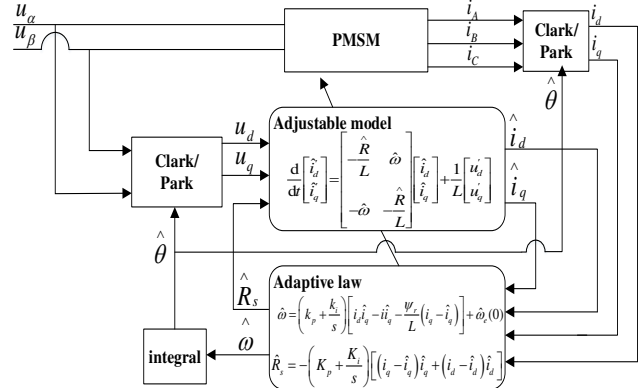 u_α
u_β
PMSM
i_A
i_B
i_C
Clark/
Park
i_d
i_q
θ̂
Clark/
Park
u_d
u_q
Adjustable model
d/dt [î_d î_q] = [-R̂/L ω̂ -ω̂ -R̂/L] [î_d î_q] + 1/L [u'_d u'_q]
î_d
î_q
θ̂
R̂_s
ω̂
integral
Adaptive law
ω̂ = (k_p + k_i/s) [i_d î_q - i î_q - ψ_r/L (i_q - î_q)] + ω̂_e(0)
R̂_s = -(K_p + K_i/s) [(i_q - î_q) î_q + (i_d - î_d) î_d]